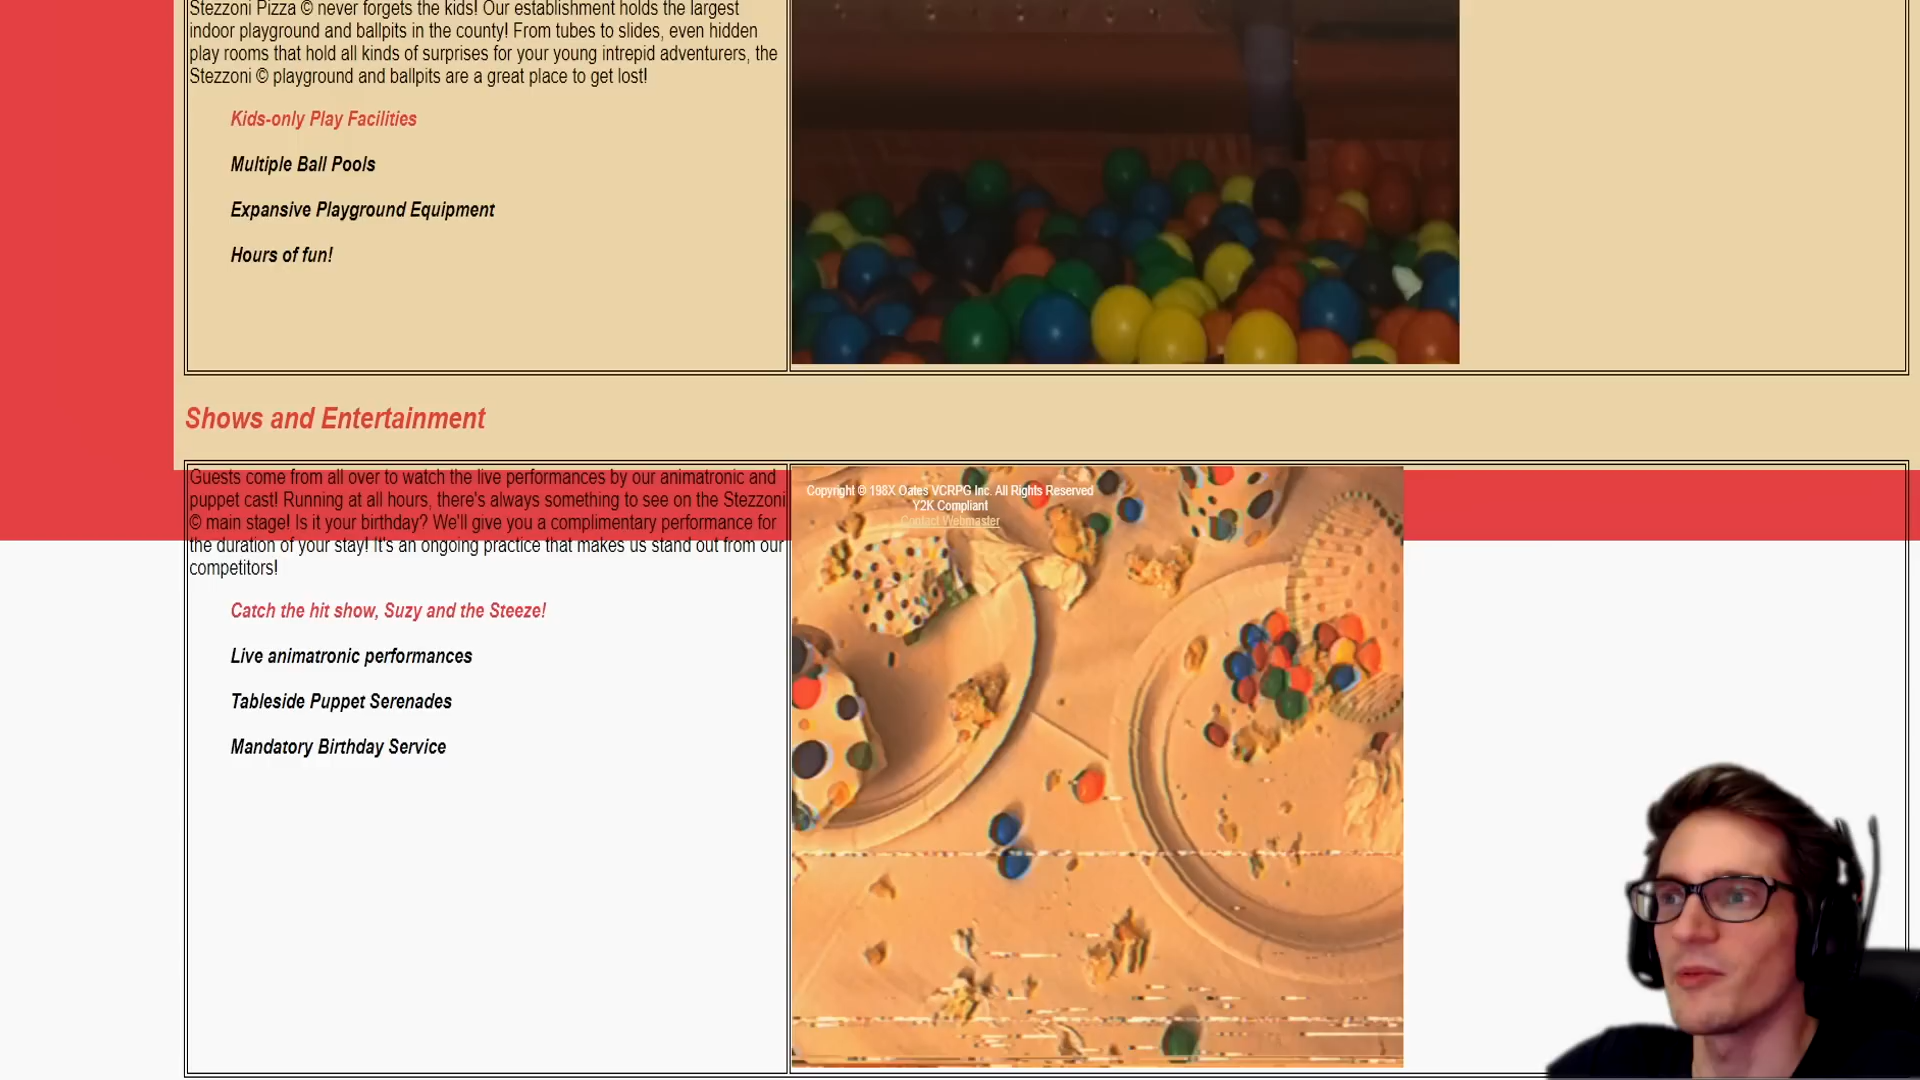 Stezzoni Pizza © never forgets the kids! Our establishment holds the largest
indoor playground and ballpits in the county! From tubes to slides, even hidden
play rooms that hold all kinds of surprises for your young intrepid adventurers, the
Stezzoni © playground and ballpits are a great place to get lost!
Kids-only Play Facilities
Multiple Ball Pools
Expansive Playground Equipment
Hours of fun!
Shows and Entertainment
Guests come from all over to watch the live performances by our animatronic and
puppet cast! Running at all hours, there's always something to see on the Stezzoni
© main stage! Is it your birthday? We'll give you a complimentary performance for
the duration of your stay! It's an ongoing practice that makes us stand out from our
competitors!
Catch the hit show, Suzy and the Steeze!
Live animatronic performances
Tableside Puppet Serenades
Mandatory Birthday Service
Copyright © 198X Oates VCRPG Inc. All Rights Reserved
Y2K Compliant
Contact Webmaster